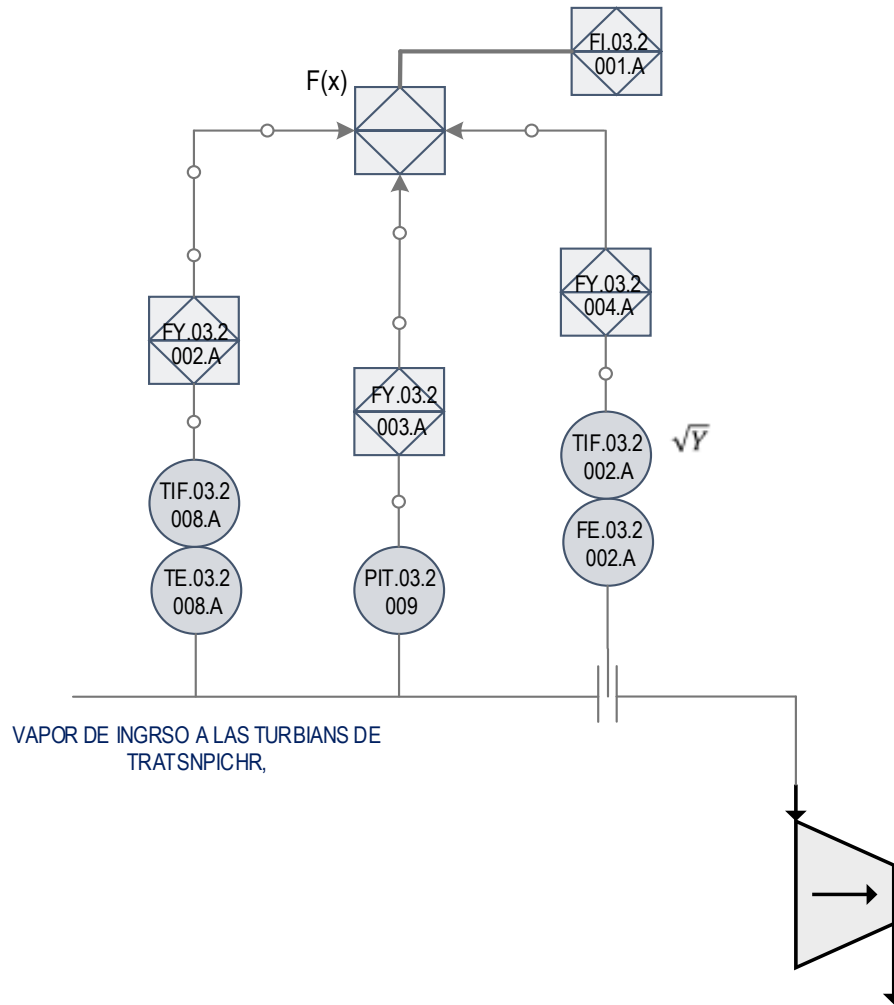 FI.03.2
001.A
F(x)
FY.03.2
004.A
FY.03.2
002.A
FY.03.2
003.A
TIF.03.2
002.A
√Y
TIF.03.2
008.A
FE.03.2
002.A
TE.03.2
008.A
PIT.03.2
009
VAPOR DE INGRSO A LAS TURBIANS DE
TRATSNPICHR,